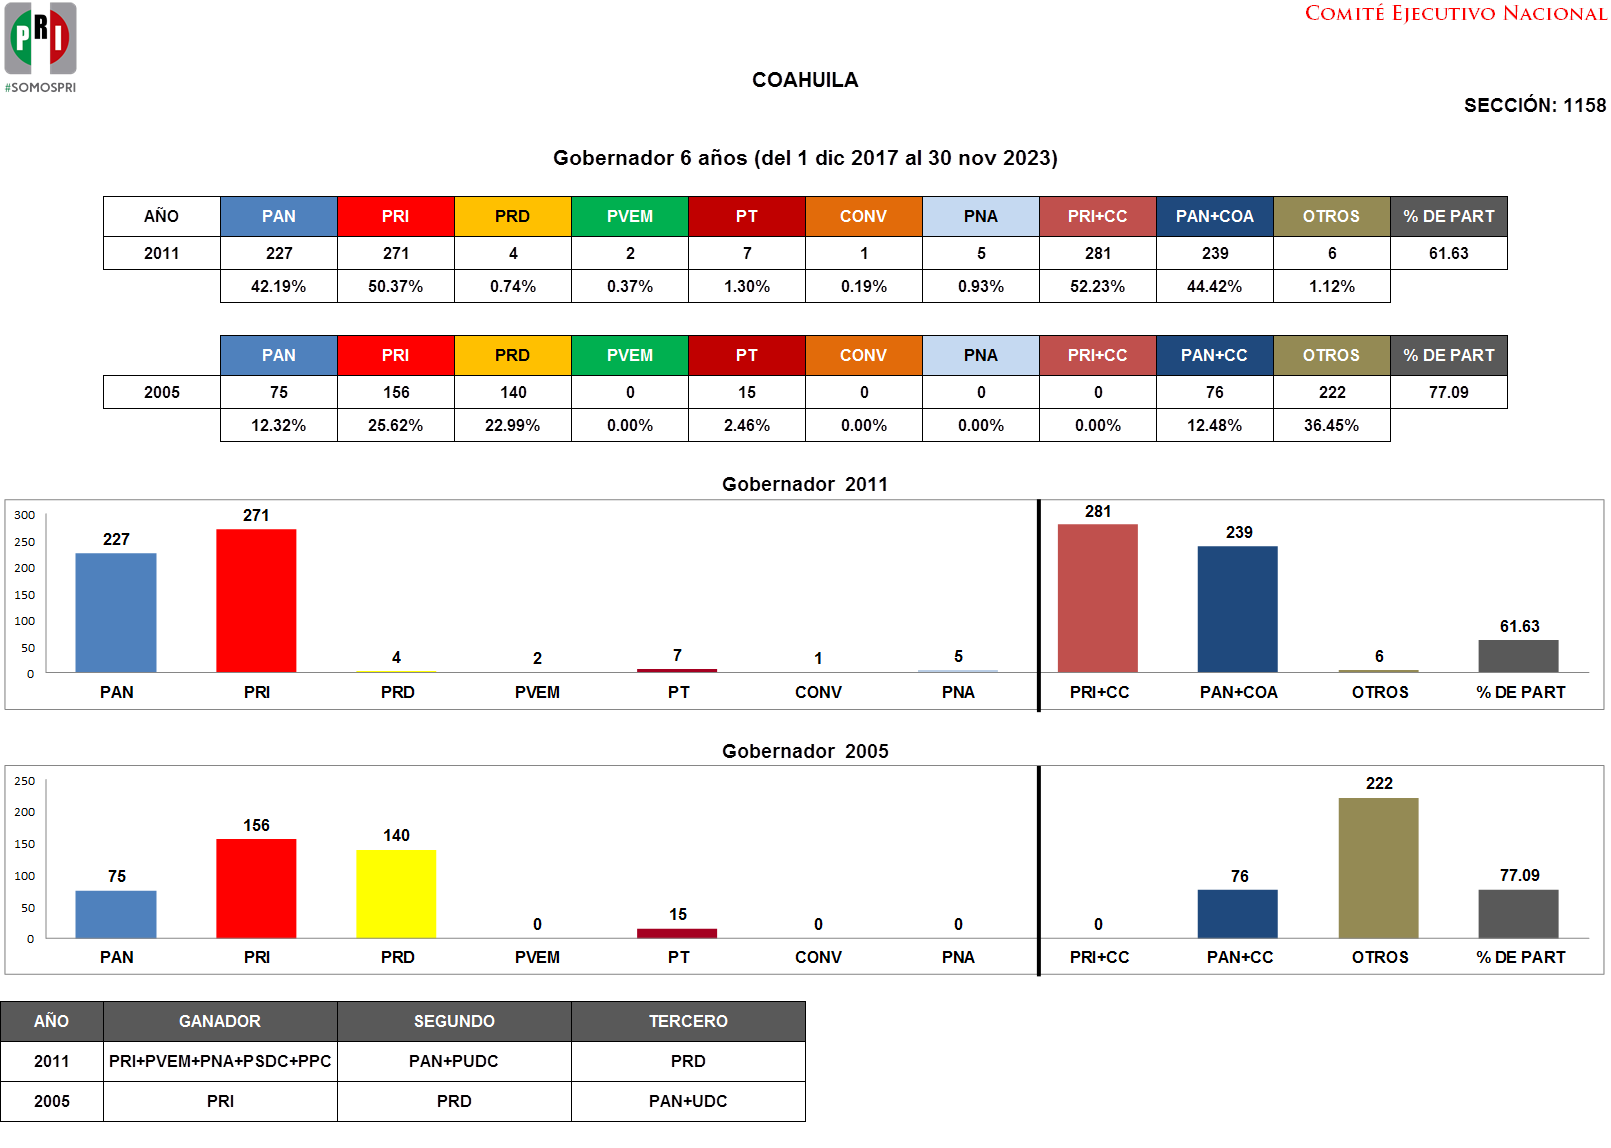 PRI
#SOMOSPRI
COMITÉ EJECUTIVO NACIONAL
COAHUILA
SECCIÓN: 1158
Gobernador 6 años (del 1 dic 2017 al 30 nov 2023)
AÑO PAN PRI PRD PVEM PT CONV PNA PRI+CC PAN+COA OTROS % DE PART
2011 227 271 4 2 7 1 5 281 239 6 61.63
42.19% 50.37% 0.74% 0.37% 1.30% 0.19% 0.93% 52.23% 44.42% 1.12%
PAN PRI PRD PVEM PT CONV PNA PRI+CC PAN+CC OTROS % DE PART
2005 75 156 140 0 15 0 0 0 76 222 77.09
12.32% 25.62% 22.99% 0.00% 2.46% 0.00% 0.00% 0.00% 12.48% 36.45%
Gobernador 2011
300
250
200
150
100
50
0
227 271 4 2 7 1 5 281 239 6 61.63
PAN PRI PRD PVEM PT CONV PNA PRI+CC PAN+COA OTROS % DE PART
Gobernador 2005
250
200
150
100
50
0
75 156 140 0 15 0 0 0 76 222 77.09
PAN PRI PRD PVEM PT CONV PNA PRI+CC PAN+CC OTROS % DE PART
AÑO GANADOR SEGUNDO TERCERO
2011 PRI+PVEM+PNA+PSDC+PPC PAN+PUDC PRD
2005 PRI PRD PAN+UDC